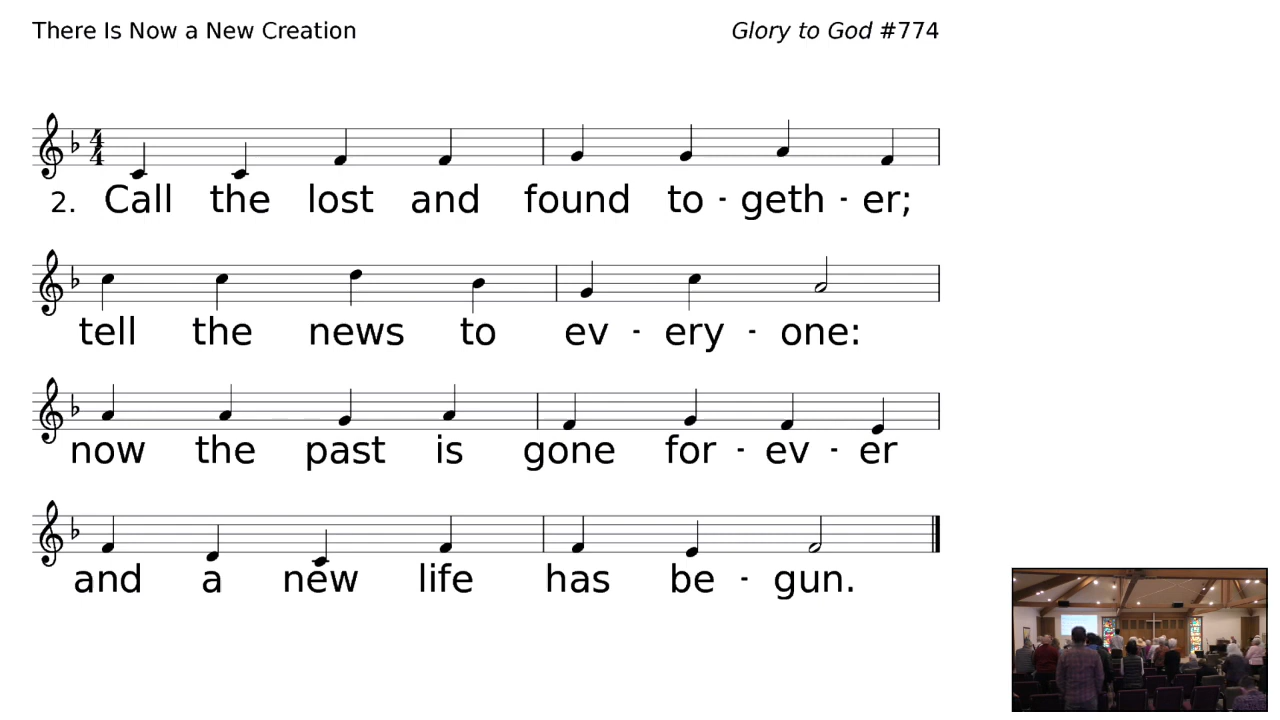 There Is Now a New Creation
Glory to God #774
2. Call the lost and found to - geth - er;
tell the news to ev - ery - one:
now the past is gone for - ev - er
and a new life has be - gun.